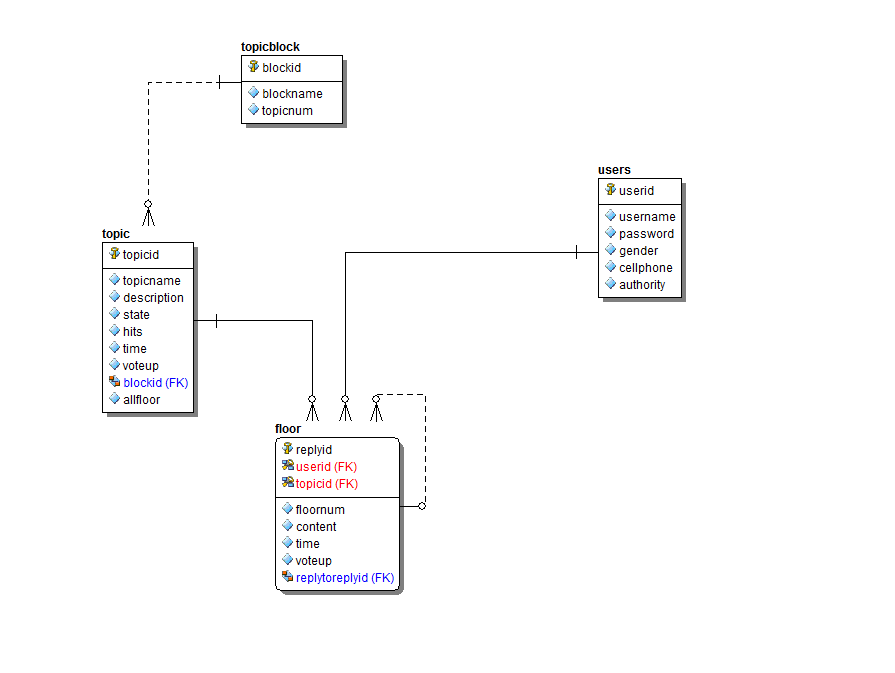 topicblock
blockid
blockname
topicnum
users
userid
username
password
gender
cellphone
authority
topic
topicid
topicname
description
state
hits
time
voteup
blockid (FK)
allfloor
floor
replyid
userid (FK)
topicid (FK)
floornum
content
time
voteup
replytoreplyid (FK)